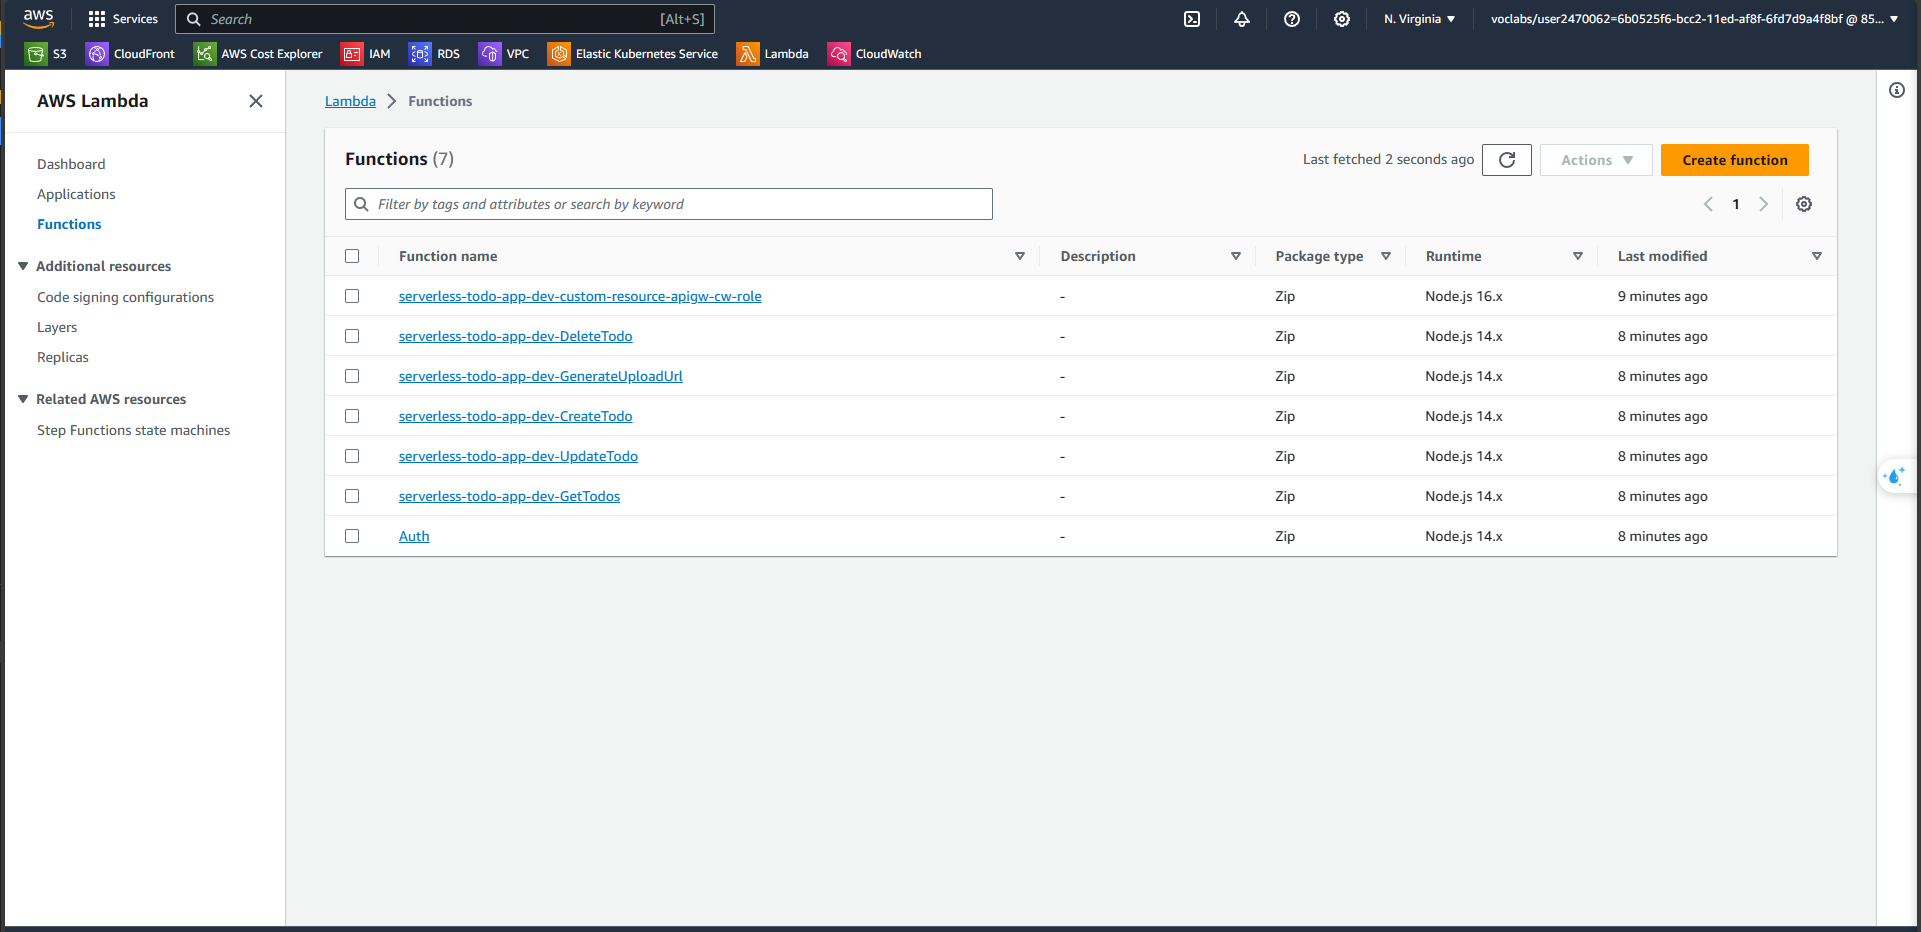 aws Services Search [Alt+S] N. Virginia voclabs/user2470062=6b0525f6-bcc2-11ed-af8f-6fd7d9a4f8bf @ 85...
S3 CloudFront AWS Cost Explorer IAM RDS VPC Elastic Kubernetes Service Lambda CloudWatch
AWS Lambda
Dashboard
Applications
Functions
Additional resources
Code signing configurations
Layers
Replicas
Related AWS resources
Step Functions state machines
Lambda Functions
Functions (7) Last fetched 2 seconds ago Actions Create function
Filter by tags and attributes or search by keyword 1
Function name Description Package type Runtime Last modified
serverless-todo-app-dev-custom-resource-apigw-cw-role - Zip Node.js 16.x 9 minutes ago
serverless-todo-app-dev-DeleteTodo - Zip Node.js 14.x 8 minutes ago
serverless-todo-app-dev-GenerateUploadUrl - Zip Node.js 14.x 8 minutes ago
serverless-todo-app-dev-CreateTodo - Zip Node.js 14.x 8 minutes ago
serverless-todo-app-dev-UpdateTodo - Zip Node.js 14.x 8 minutes ago
serverless-todo-app-dev-GetTodos - Zip Node.js 14.x 8 minutes ago
Auth - Zip Node.js 14.x 8 minutes ago